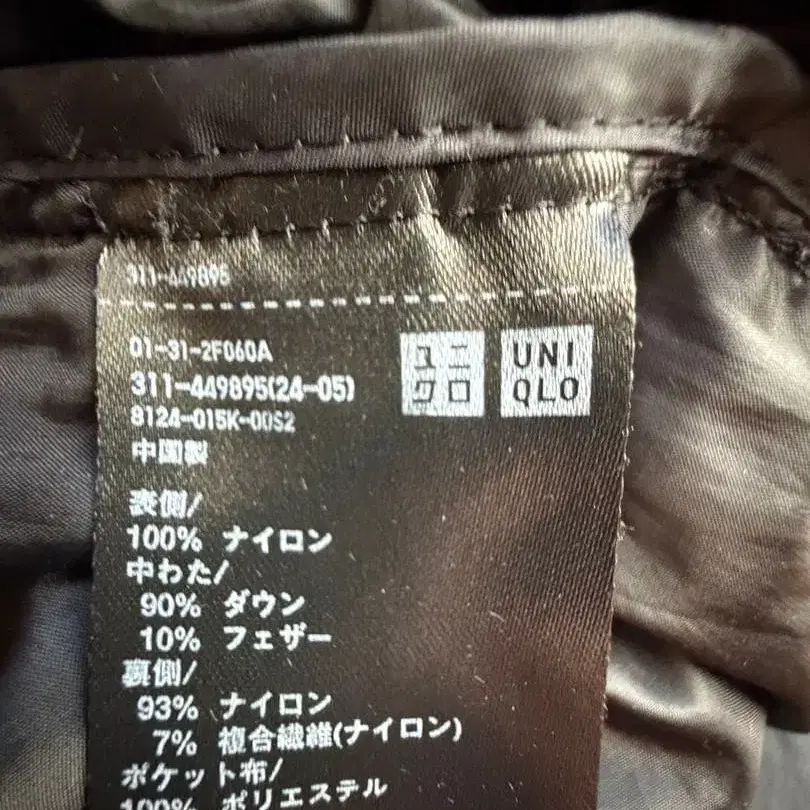 311-449895
01-31-2F060A
311-449895(24-05)
8124-015K-00S2
中国製
ユニ
クロ
UNI
QLO
表側/
100% ナイロン
中わた/
90% ダウン
10% フェザー
裏側/
93% ナイロン
7% 複合繊維(ナイロン)
ポケット布/
100% ポリエステル